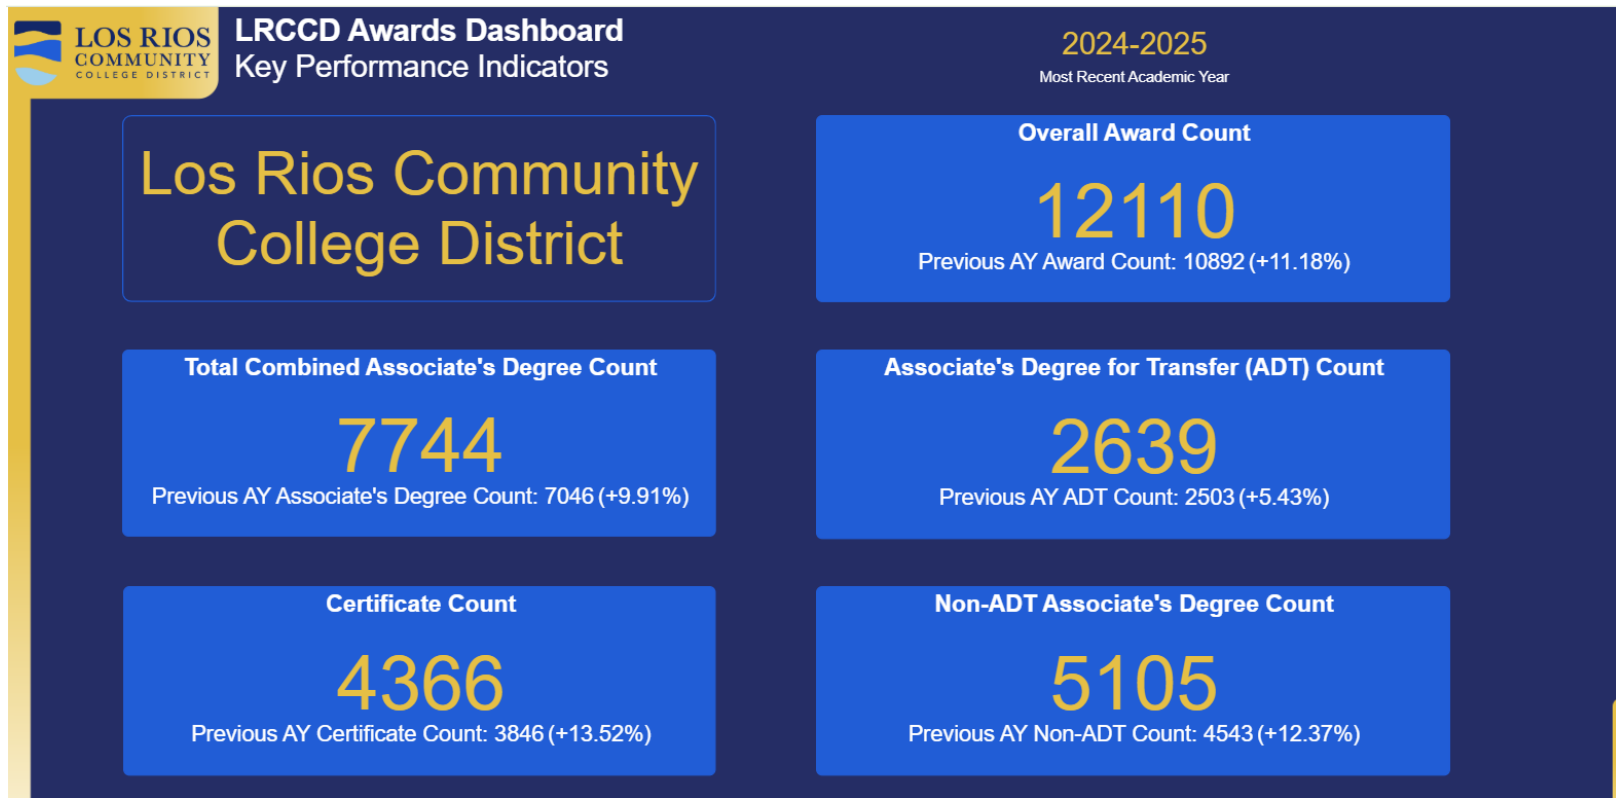 LOS RIOS
COMMUNITY
COLLEGE DISTRICT
LRCCD Awards Dashboard
Key Performance Indicators
2024-2025
Most Recent Academic Year
Los Rios Community
College District
Overall Award Count
12110
Previous AY Award Count: 10892 (+11.18%)
Total Combined Associate's Degree Count
7744
Previous AY Associate's Degree Count: 7046 (+9.91%)
Associate's Degree for Transfer (ADT) Count
2639
Previous AY ADT Count: 2503 (+5.43%)
Certificate Count
4366
Previous AY Certificate Count: 3846 (+13.52%)
Non-ADT Associate's Degree Count
5105
Previous AY Non-ADT Count: 4543 (+12.37%)